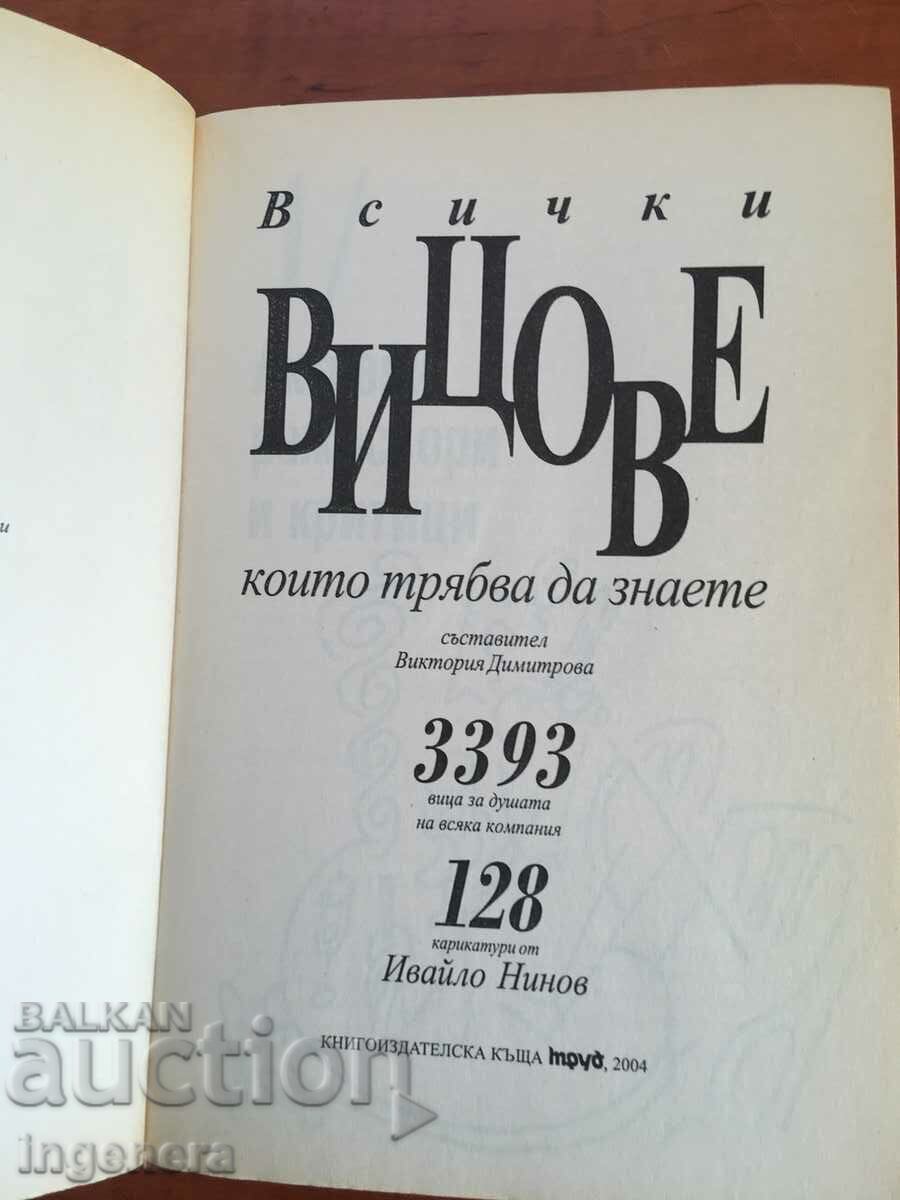 и
Всички
ВИЦОВЕ
които трябва да знаете
съставител
Виктория Димитрова
3393
вица за душата
на всяка компания
128
карикатури от
Ивайло Нинов
КНИГОИЗДАТЕЛСКА КЪЩА труд, 2004
BALKAN
auction
ingenera